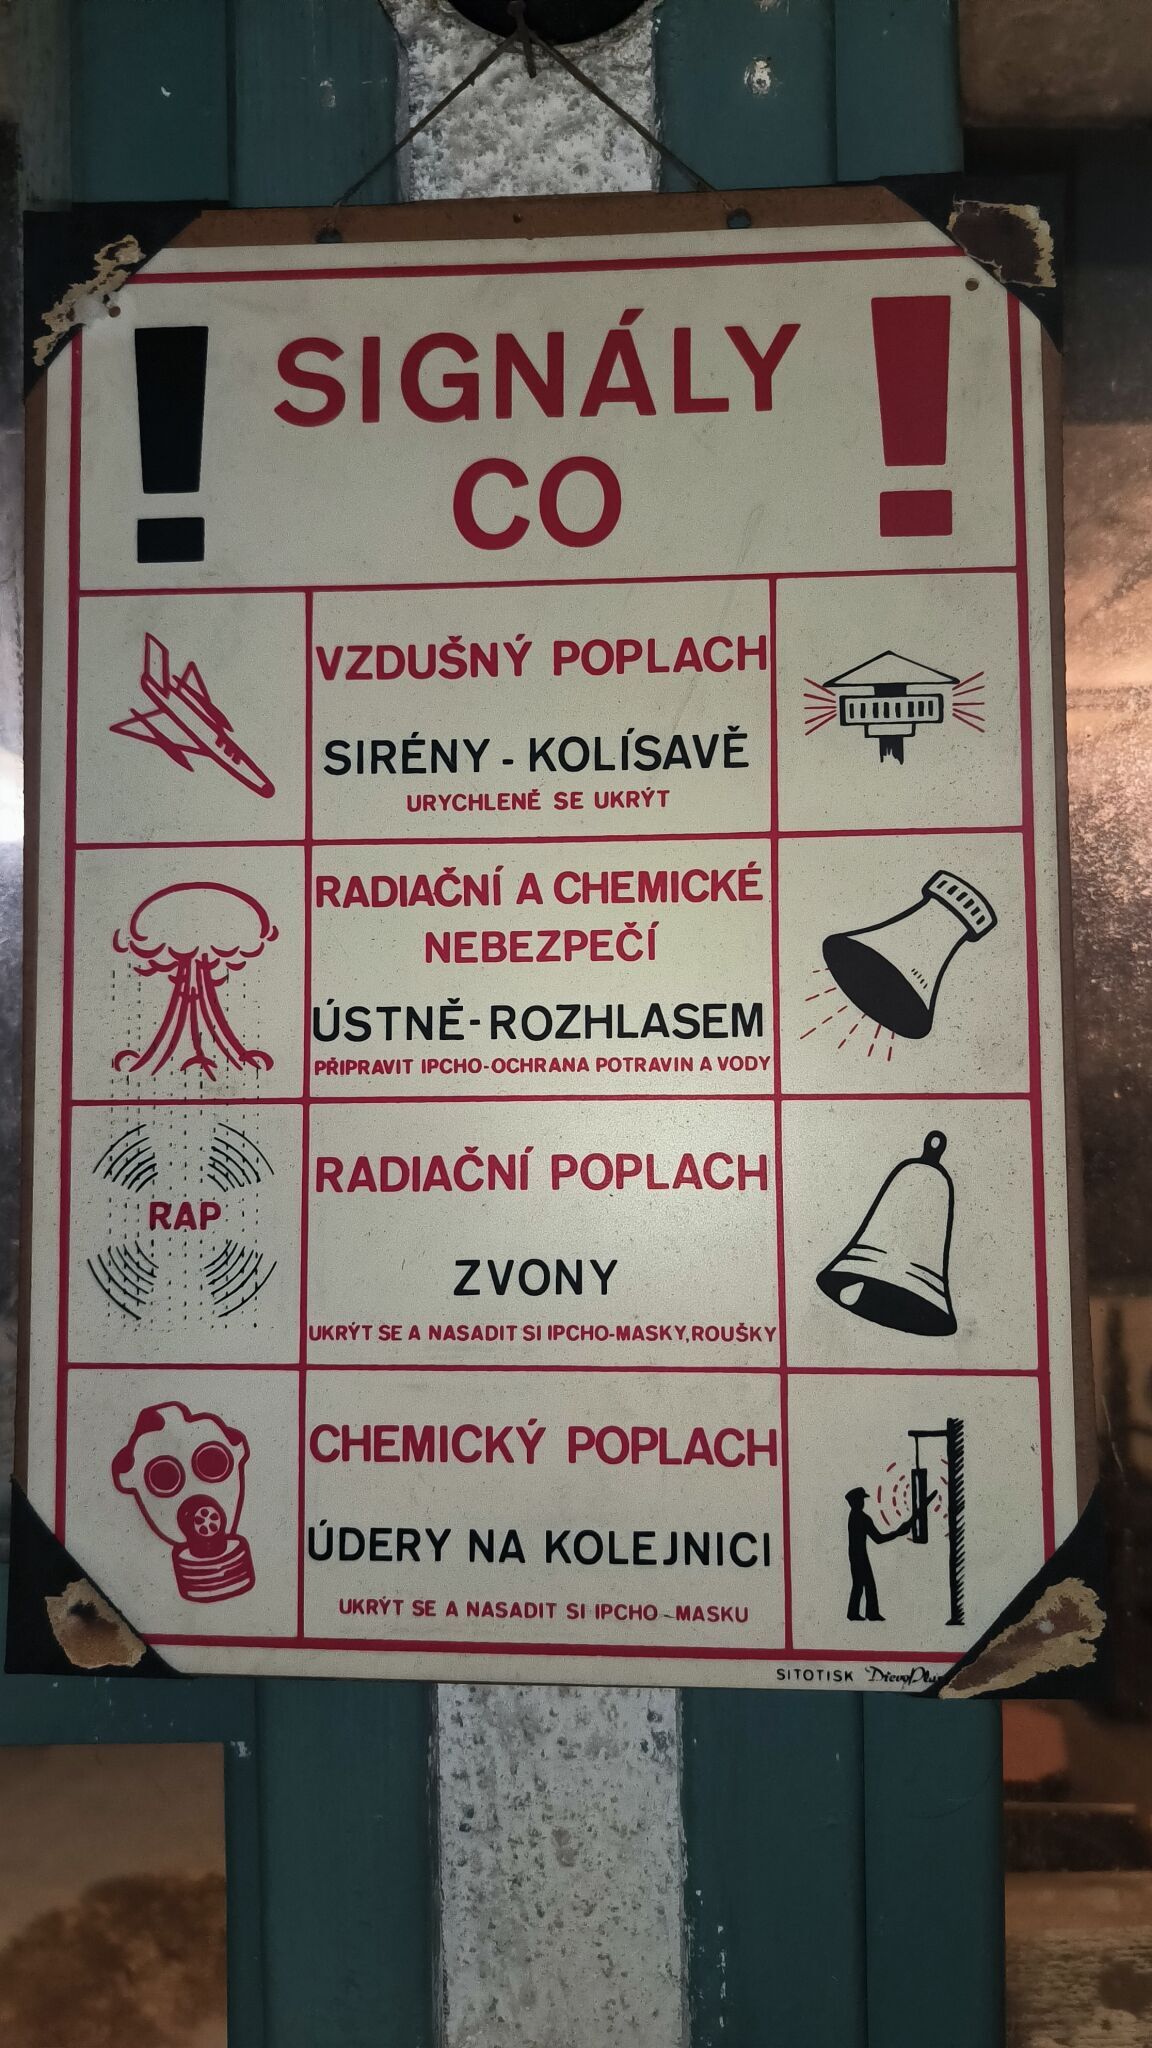 ! SIGNÁLY !
CO
VZDUŠNÝ POPLACH
SIRÉNY - KOLÍSAVĚ
URYCHLENĚ SE UKRÝT
RADIAČNÍ A CHEMICKÉ
NEBEZPEČÍ
ÚSTNĚ-ROZHLASEM
PŘIPRAVIT IPCHO-OCHRANA POTRAVIN A VODY
RAP
RADIAČNÍ POPLACH
ZVONY
UKRÝT SE A NASADIT SI IPCHO-MASKY,ROUŠKY
CHEMICKÝ POPLACH
ÚDERY NA KOLEJNICI
UKRÝT SE A NASADIT SI IPCHO - MASKU
SITOTISK